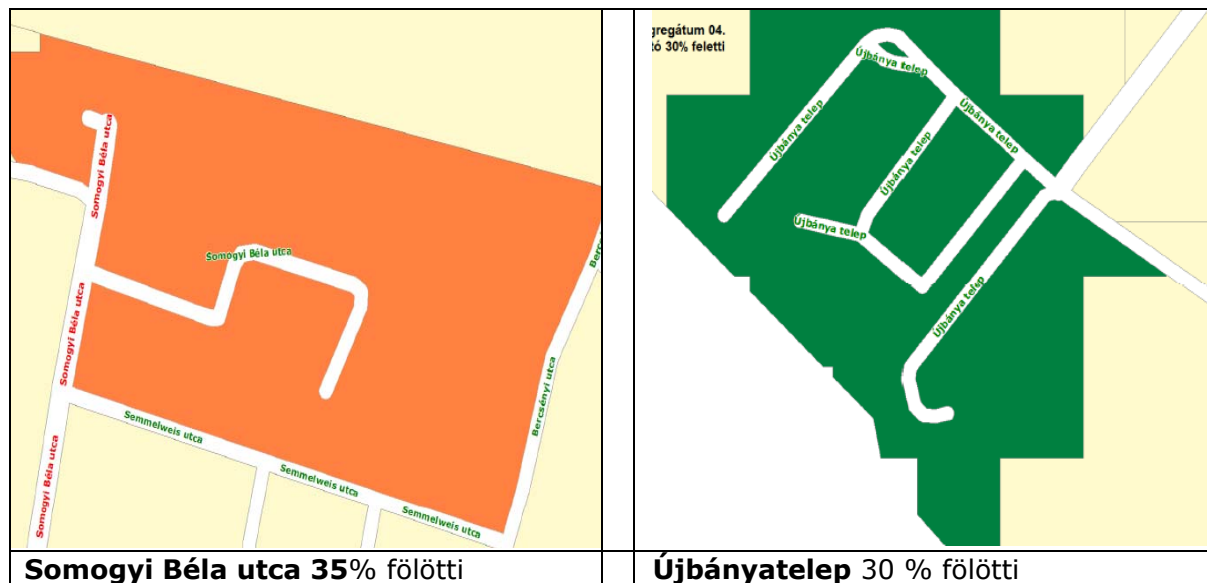 Somogyi Béla utca
Somogyi Béla utca
Somogyi Béla utca
Somogyi Béla utca
Semmelweis utca
Semmelweis utca
Semmelweis utca
Bercsényi utca
Berc
Somogyi Béla utca 35% fölötti
gregátum 04.
tó 30% feletti
Újbánya telep
Újbánya telep
Újbánya telep
Újbánya telep
Újbánya telep
Újbánya telep
Újbányatelep 30 % fölötti